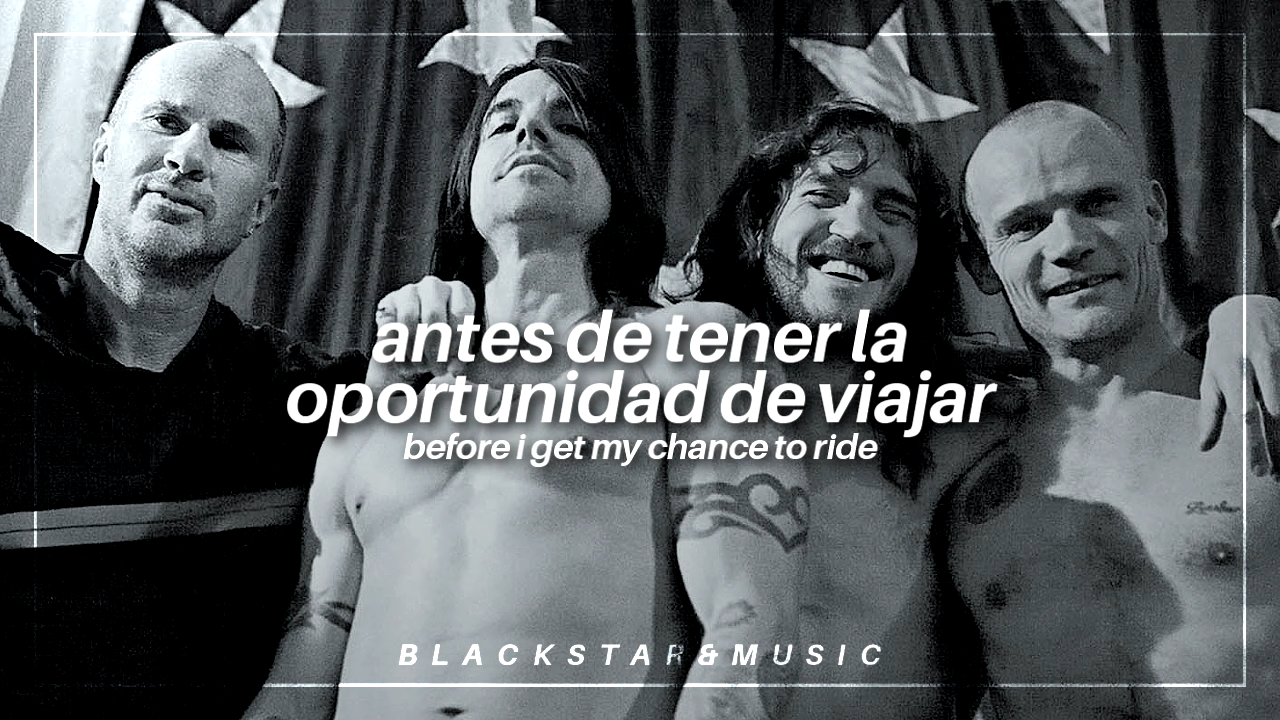 antes de tener la
oportunidad de viajar
before i get my chance to ride
BLACKSTAR&MUSIC